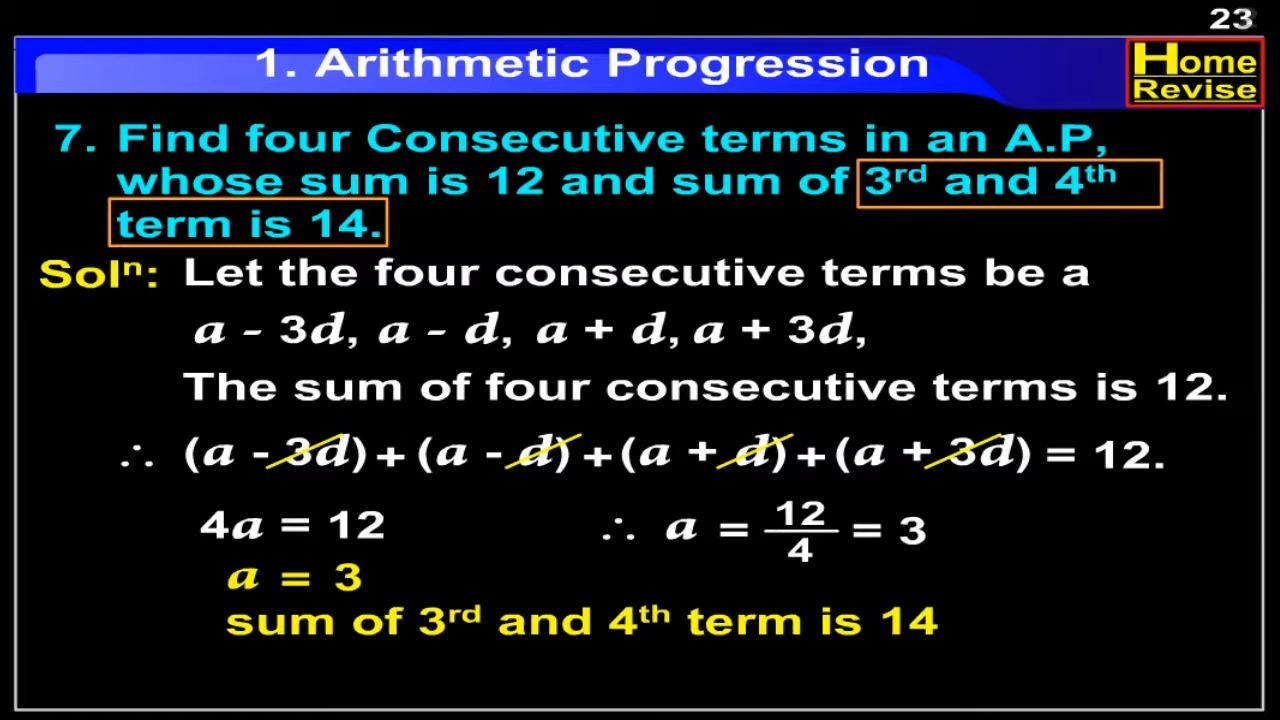 23
1. Arithmetic Progression
Home
Revise
7. Find four Consecutive terms in an A.P,
whose sum is 12 and sum of 3rd and 4th
term is 14.
Solⁿ: Let the four consecutive terms be a
a - 3d, a - d, a + d, a + 3d,
The sum of four consecutive terms is 12.
∴ (a - 3d) + (a - d) + (a + d) + (a + 3d) = 12.
4a = 12 ∴ a = 12/4 = 3
a = 3
sum of 3rd and 4th term is 14